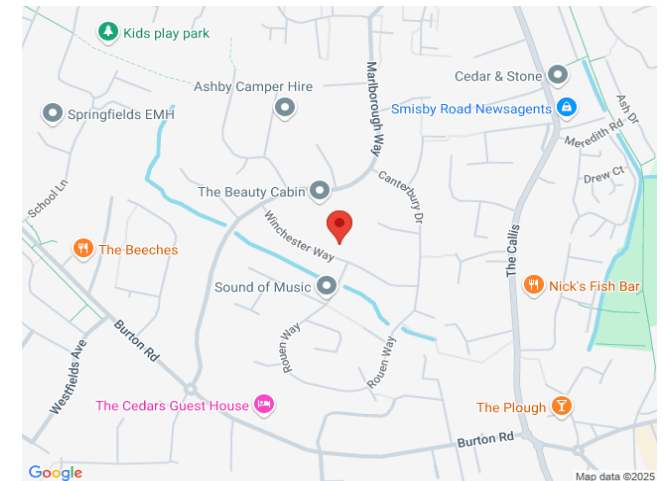 Kids play park
Marlborough Way
Cedar & Stone
Ashby Camper Hire
Smisby Road Newsagents
Ash Dr
Springfields EMH
Meredith Rd
Drew Ct
School Ln
The Beauty Cabin
Canterbury Dr
Winchester Way
The Callis
The Beeches
Sound of Music
Nick's Fish Bar
Burton Rd
Rouen Way
Rouen Way
Westfields Ave
The Cedars Guest House
The Plough
Burton Rd
Google
Map data ©2025